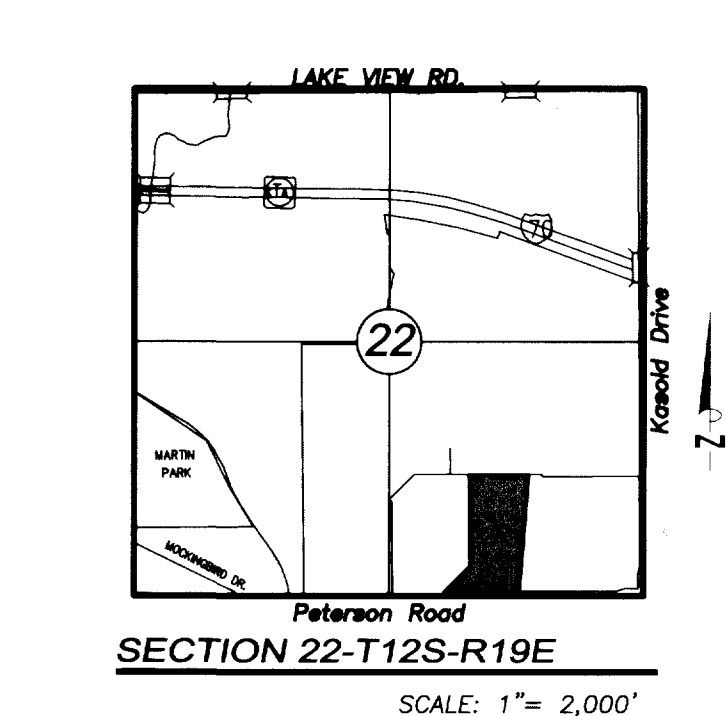 LAKE VIEW RD.
KTA
70
22
Kasold Drive
Z
MARTIN
PARK
MOCKINGBIRD DR.
Peterson Road
SECTION 22-T12S-R19E
SCALE: 1"= 2,000'